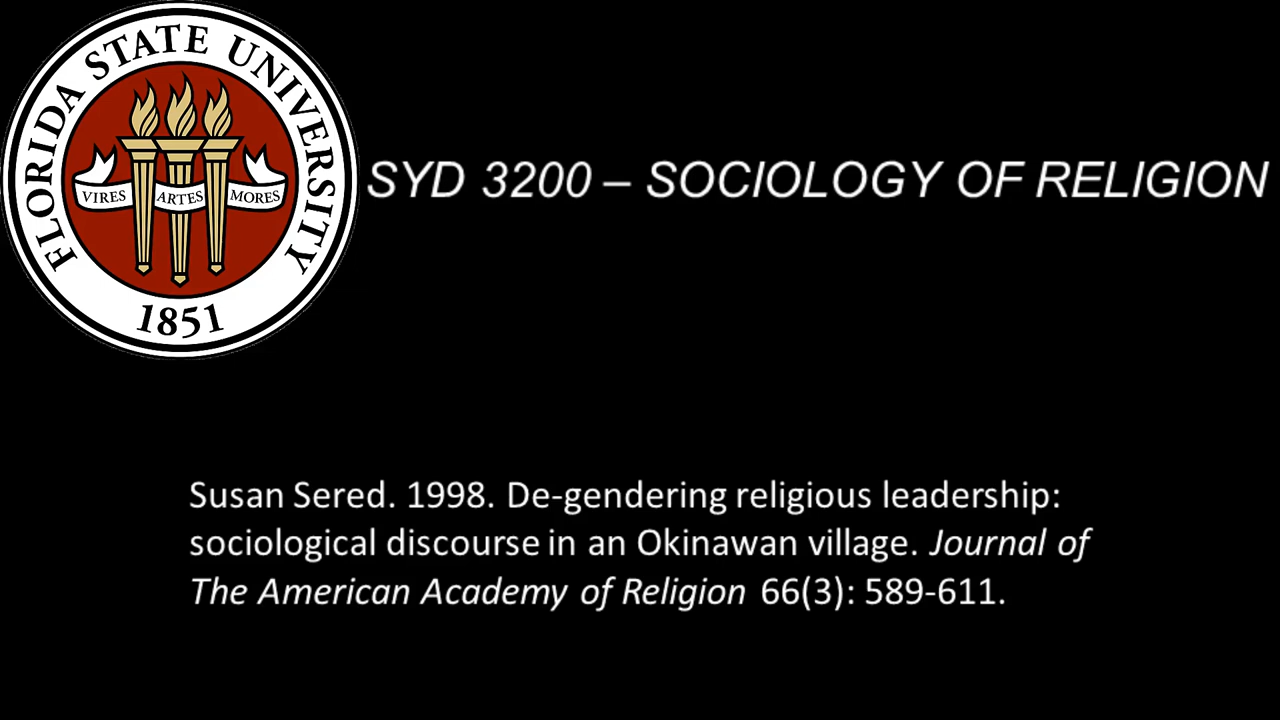 FLORIDA STATE UNIVERSITY
VIRES ARTES MORES
1851
SYD 3200 – SOCIOLOGY OF RELIGION
Susan Sered. 1998. De-gendering religious leadership:
sociological discourse in an Okinawan village. Journal of
The American Academy of Religion 66(3): 589-611.